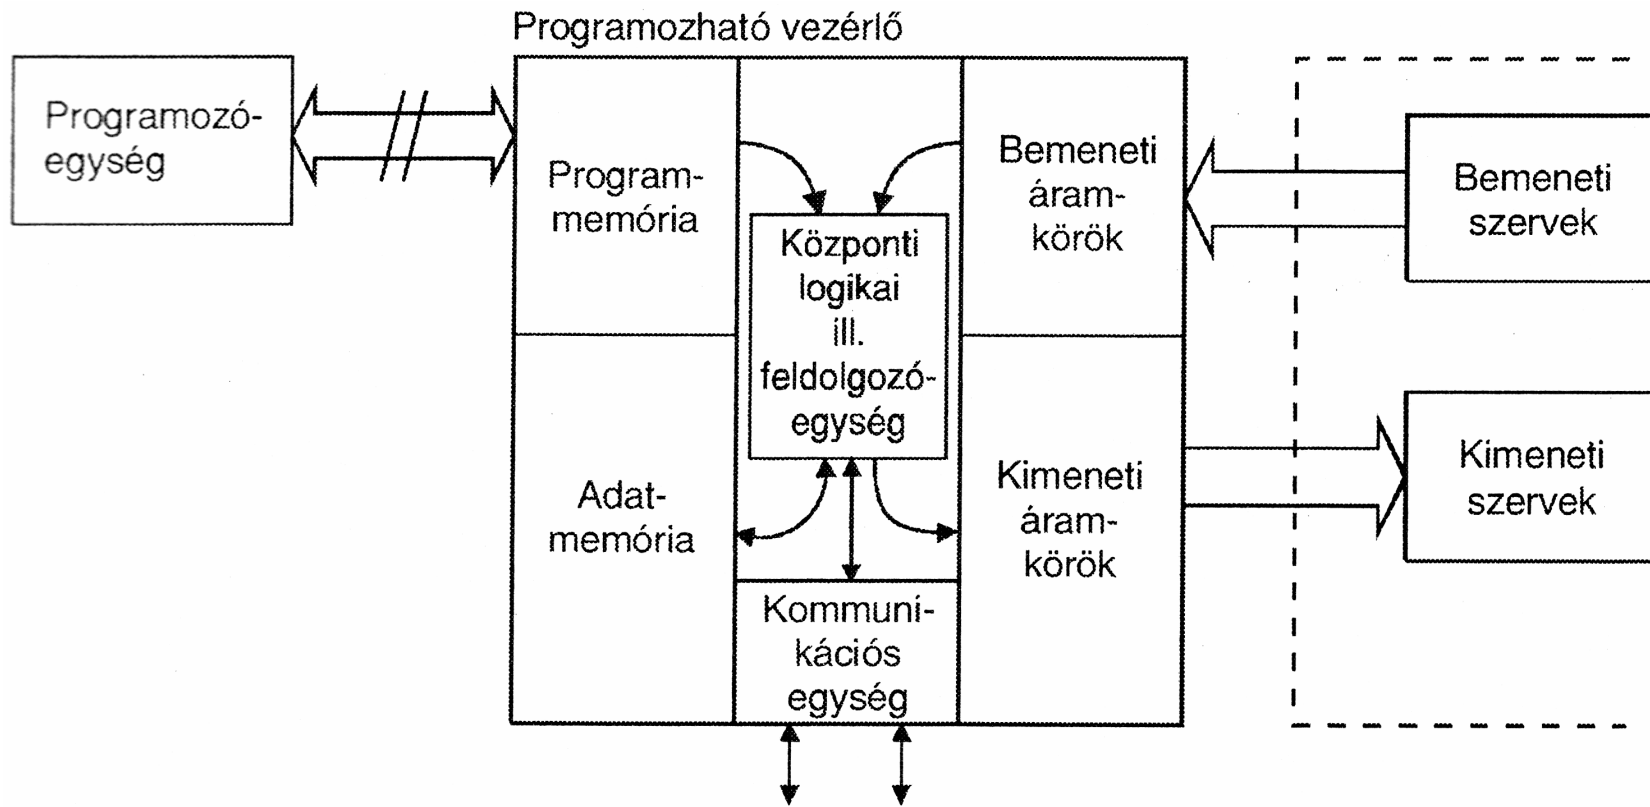 Programozható vezérlő
Programozó-
egység
Program-
memória
Bemeneti
áram-
körök
Bemeneti
szervek
Központi
logikai
ill.
feldolgozó-
egység
Adat-
memória
Kimeneti
áram-
körök
Kimeneti
szervek
Kommuni-
kációs
egység